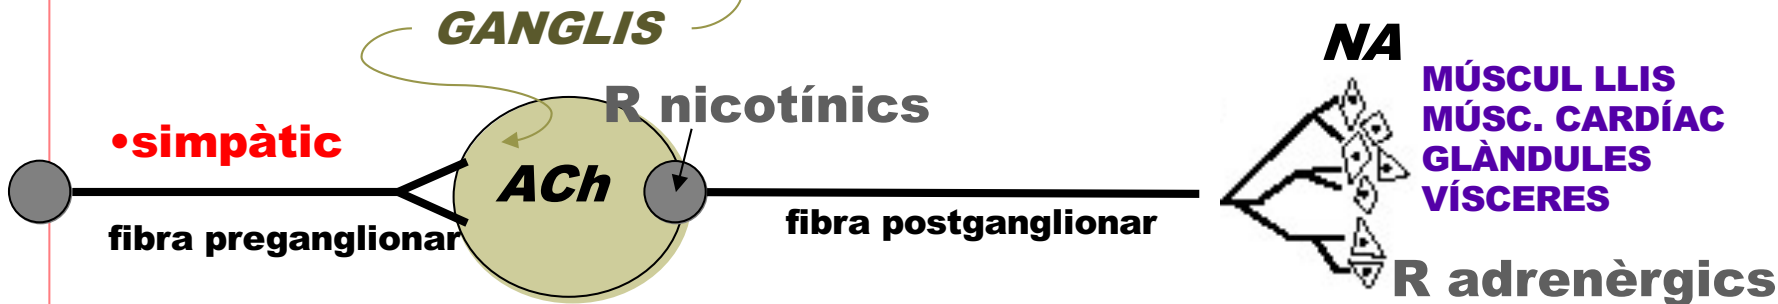 GANGLIS
NA
MÚSCUL LLIS
MÚSC. CARDÍAC
GLÀNDULES
VÍSCERES
R nicotínics
•simpàtic
ACh
fibra preganglionar
fibra postganglionar
R adrenèrgics